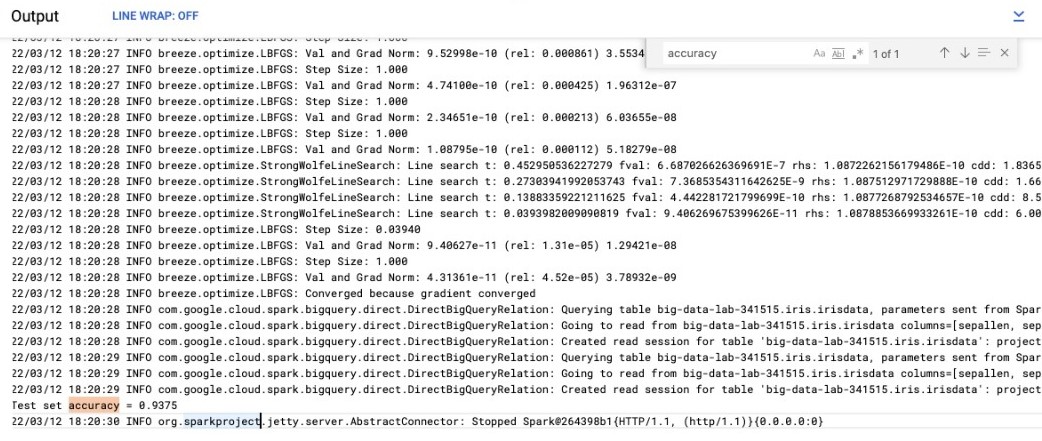 Output
LINE WRAP: OFF
accuracy
1 of 1
22/03/12 18:20:27 INFO breeze.optimize.LBFGS: Step Size: 1.000
22/03/12 18:20:27 INFO breeze.optimize.LBFGS: Val and Grad Norm: 9.52998e-10 (rel: 0.000861) 3.5534
22/03/12 18:20:27 INFO breeze.optimize.LBFGS: Step Size: 1.000
22/03/12 18:20:27 INFO breeze.optimize.LBFGS: Val and Grad Norm: 4.74100e-10 (rel: 0.000425) 1.96312e-07
22/03/12 18:20:28 INFO breeze.optimize.LBFGS: Step Size: 1.000
22/03/12 18:20:28 INFO breeze.optimize.LBFGS: Val and Grad Norm: 2.34651e-10 (rel: 0.000213) 6.03655e-08
22/03/12 18:20:28 INFO breeze.optimize.LBFGS: Step Size: 1.000
22/03/12 18:20:28 INFO breeze.optimize.LBFGS: Val and Grad Norm: 1.08795e-10 (rel: 0.000112) 5.18279e-08
22/03/12 18:20:28 INFO breeze.optimize.StrongWolfeLineSearch: Line search t: 0.452950536227279 fval: 6.687026626369691E-7 rhs: 1.0872262156179486E-10 cdd: 1.8365
22/03/12 18:20:28 INFO breeze.optimize.StrongWolfeLineSearch: Line search t: 0.27303941992053743 fval: 7.3685354311642625E-9 rhs: 1.087512971729888E-10 cdd: 1.66
22/03/12 18:20:28 INFO breeze.optimize.StrongWolfeLineSearch: Line search t: 0.13883359221211625 fval: 4.442281721799699E-10 rhs: 1.0877268792534657E-10 cdd: 8.5
22/03/12 18:20:28 INFO breeze.optimize.StrongWolfeLineSearch: Line search t: 0.0393982009090819 fval: 9.406269675399626E-11 rhs: 1.0878853669933261E-10 cdd: 6.00
22/03/12 18:20:28 INFO breeze.optimize.LBFGS: Step Size: 0.03940
22/03/12 18:20:28 INFO breeze.optimize.LBFGS: Val and Grad Norm: 9.40627e-11 (rel: 1.31e-05) 1.29421e-08
22/03/12 18:20:28 INFO breeze.optimize.LBFGS: Step Size: 1.000
22/03/12 18:20:28 INFO breeze.optimize.LBFGS: Val and Grad Norm: 4.31361e-11 (rel: 4.52e-05) 3.78932e-09
22/03/12 18:20:28 INFO breeze.optimize.LBFGS: Converged because gradient converged
22/03/12 18:20:28 INFO com.google.cloud.spark.bigquery.direct.DirectBigQueryRelation: Querying table big-data-lab-341515.iris.irisdata, parameters sent from Spar
22/03/12 18:20:28 INFO com.google.cloud.spark.bigquery.direct.DirectBigQueryRelation: Going to read from big-data-lab-341515.iris.irisdata columns=[sepallen, sep
22/03/12 18:20:28 INFO com.google.cloud.spark.bigquery.direct.DirectBigQueryRelation: Created read session for table 'big-data-lab-341515.iris.irisdata': project
22/03/12 18:20:29 INFO com.google.cloud.spark.bigquery.direct.DirectBigQueryRelation: Querying table big-data-lab-341515.iris.irisdata, parameters sent from Spar
22/03/12 18:20:29 INFO com.google.cloud.spark.bigquery.direct.DirectBigQueryRelation: Going to read from big-data-lab-341515.iris.irisdata columns=[sepallen, sep
22/03/12 18:20:29 INFO com.google.cloud.spark.bigquery.direct.DirectBigQueryRelation: Created read session for table 'big-data-lab-341515.iris.irisdata': project
Test set accuracy = 0.9375
22/03/12 18:20:30 INFO org.sparkproject.jetty.server.AbstractConnector: Stopped Spark@264398b1{HTTP/1.1, (http/1.1)}{0.0.0.0:0}